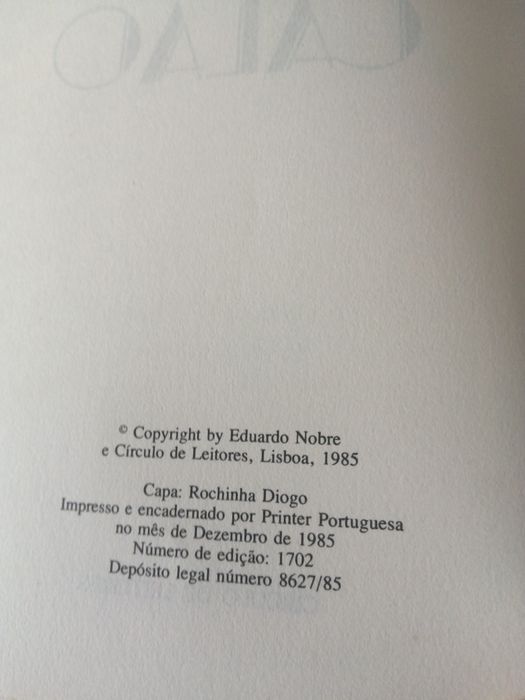 © Copyright by Eduardo Nobre
e Círculo de Leitores, Lisboa, 1985
Capa: Rochinha Diogo
Impresso e encadernado por Printer Portuguesa
no mês de Dezembro de 1985
Número de edição: 1702
Depósito legal número 8627/85